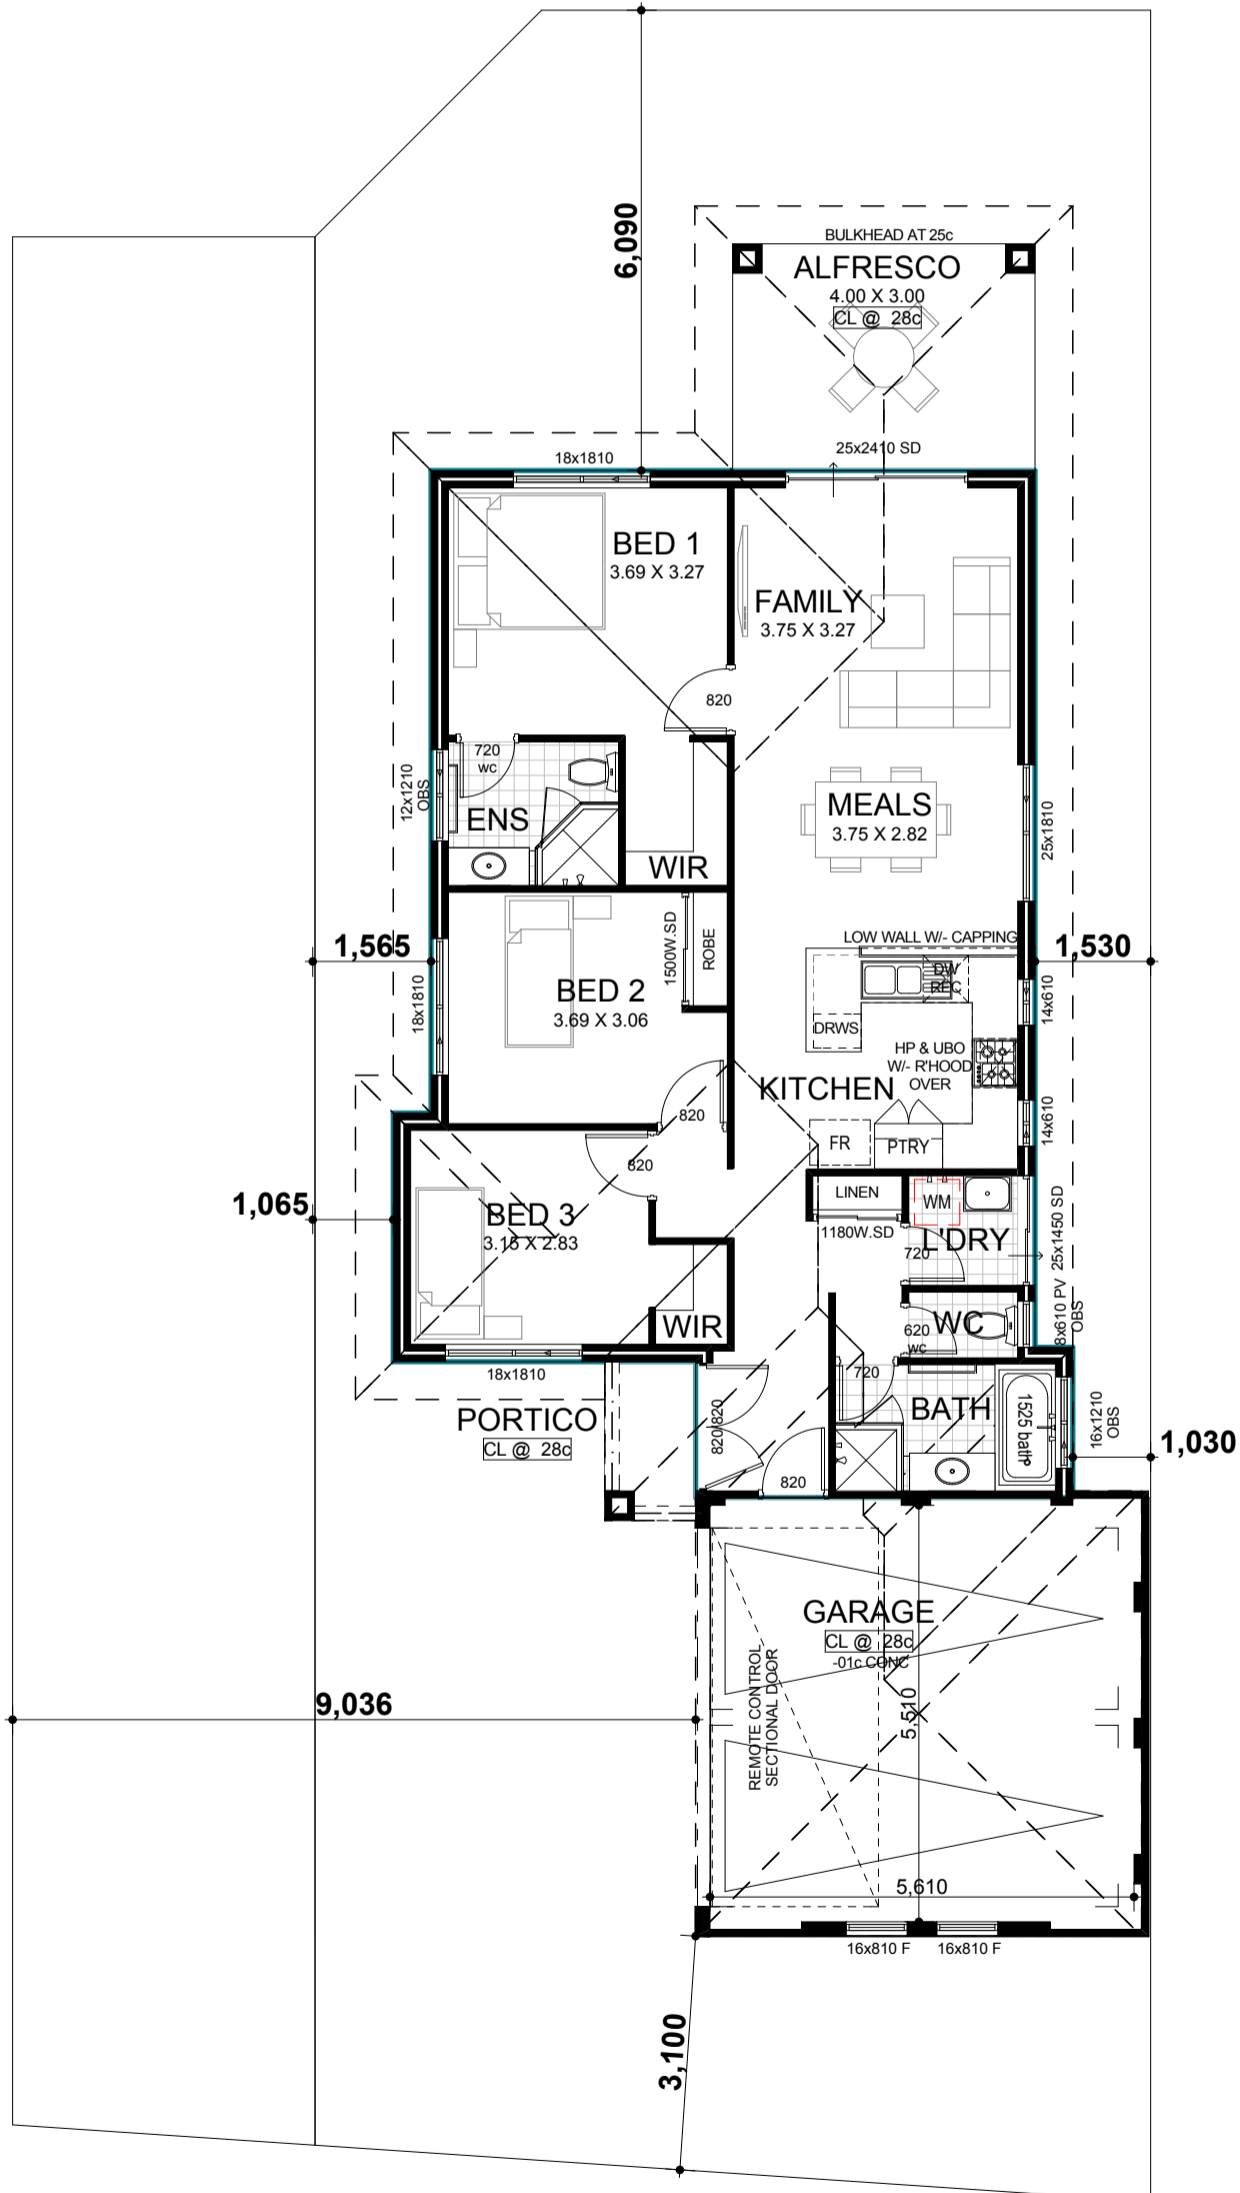 6,090
BULKHEAD AT 25c
ALFRESCO
4.00 X 3.00
CL @ 28c
18x1810
25x2410 SD
BED 1
3.69 X 3.27
FAMILY
3.75 X 3.27
820
720
wc
12x1210
OBS
ENS
WIR
MEALS
3.75 X 2.82
25x1810
1,565
18x1810
BED 2
3.69 X 3.06
1500W.SD
ROBE
LOW WALL W/- CAPPING
1,530
DW
REC
14x610
DRWS
HP & UBO
W/- R'HOOD
OVER
KITCHEN
820
14x610
FR
PTRY
820
1,065
BED 3
3.15 X 2.83
LINEN
1180W.SD
WM
L'DRY
720
25x1450 SD
WIR
WC
620
wc
8x610 PV
OBS
18x1810
720
PORTICO
CL @ 28c
820
820
BATH
1525 bath
16x1210
OBS
1,030
820
GARAGE
CL @ 28c
-01c CONC
REMOTE CONTROL
SECTIONAL DOOR
9,036
5,510
5,610
16x810 F
16x810 F
3,100